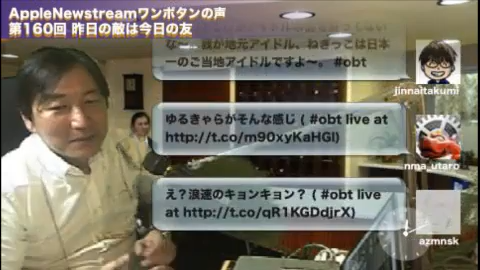 AppleNewstreamワンボタンの声
第160回 昨日の敵は今日の友
なー。我が地元アイドル、ねぎっこは日本
一のご当地アイドルですよ〜。 #obt
jinnaitakumi
ゆるきゃらがそんな感じ ( #obt live at
http://t.co/m90xyKaHGl)
nma_utaro
え？浪速のキョンキョン？ ( #obt live
at http://t.co/qR1KGDdjrX)
azmnsk